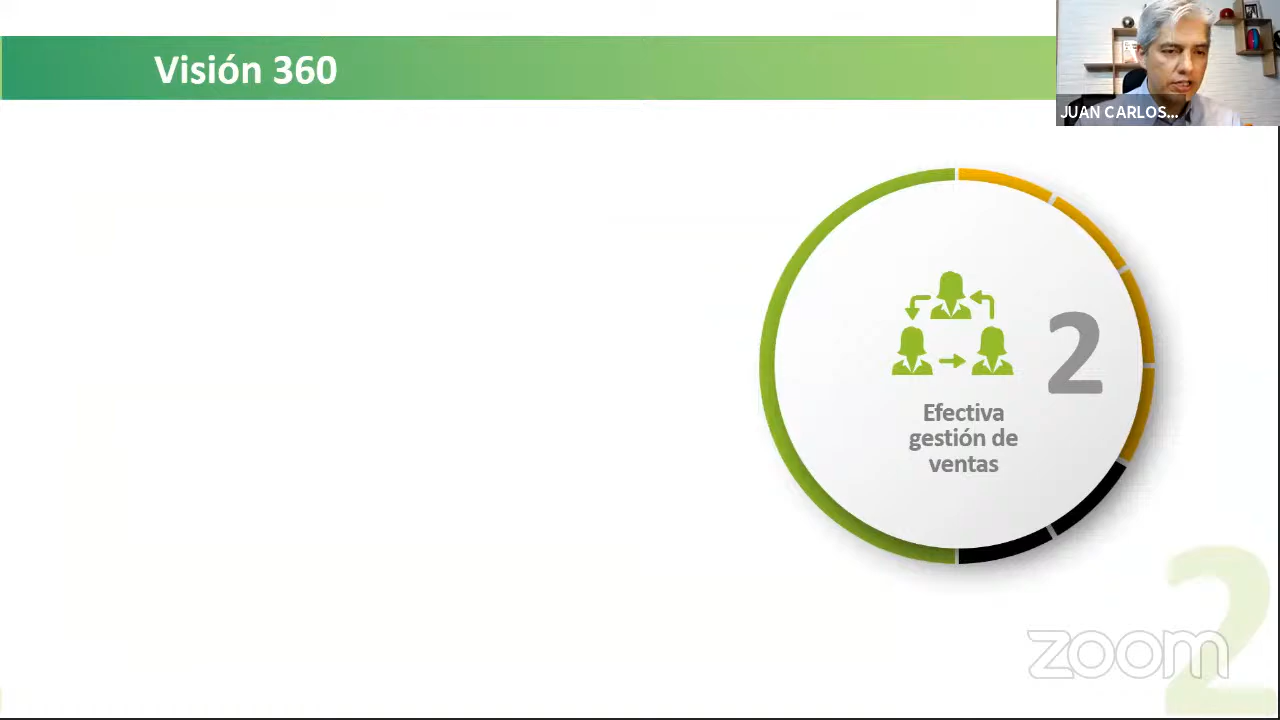 Visión 360
JUAN CARLOS...
2
Efectiva
gestión de
ventas
2
zoom